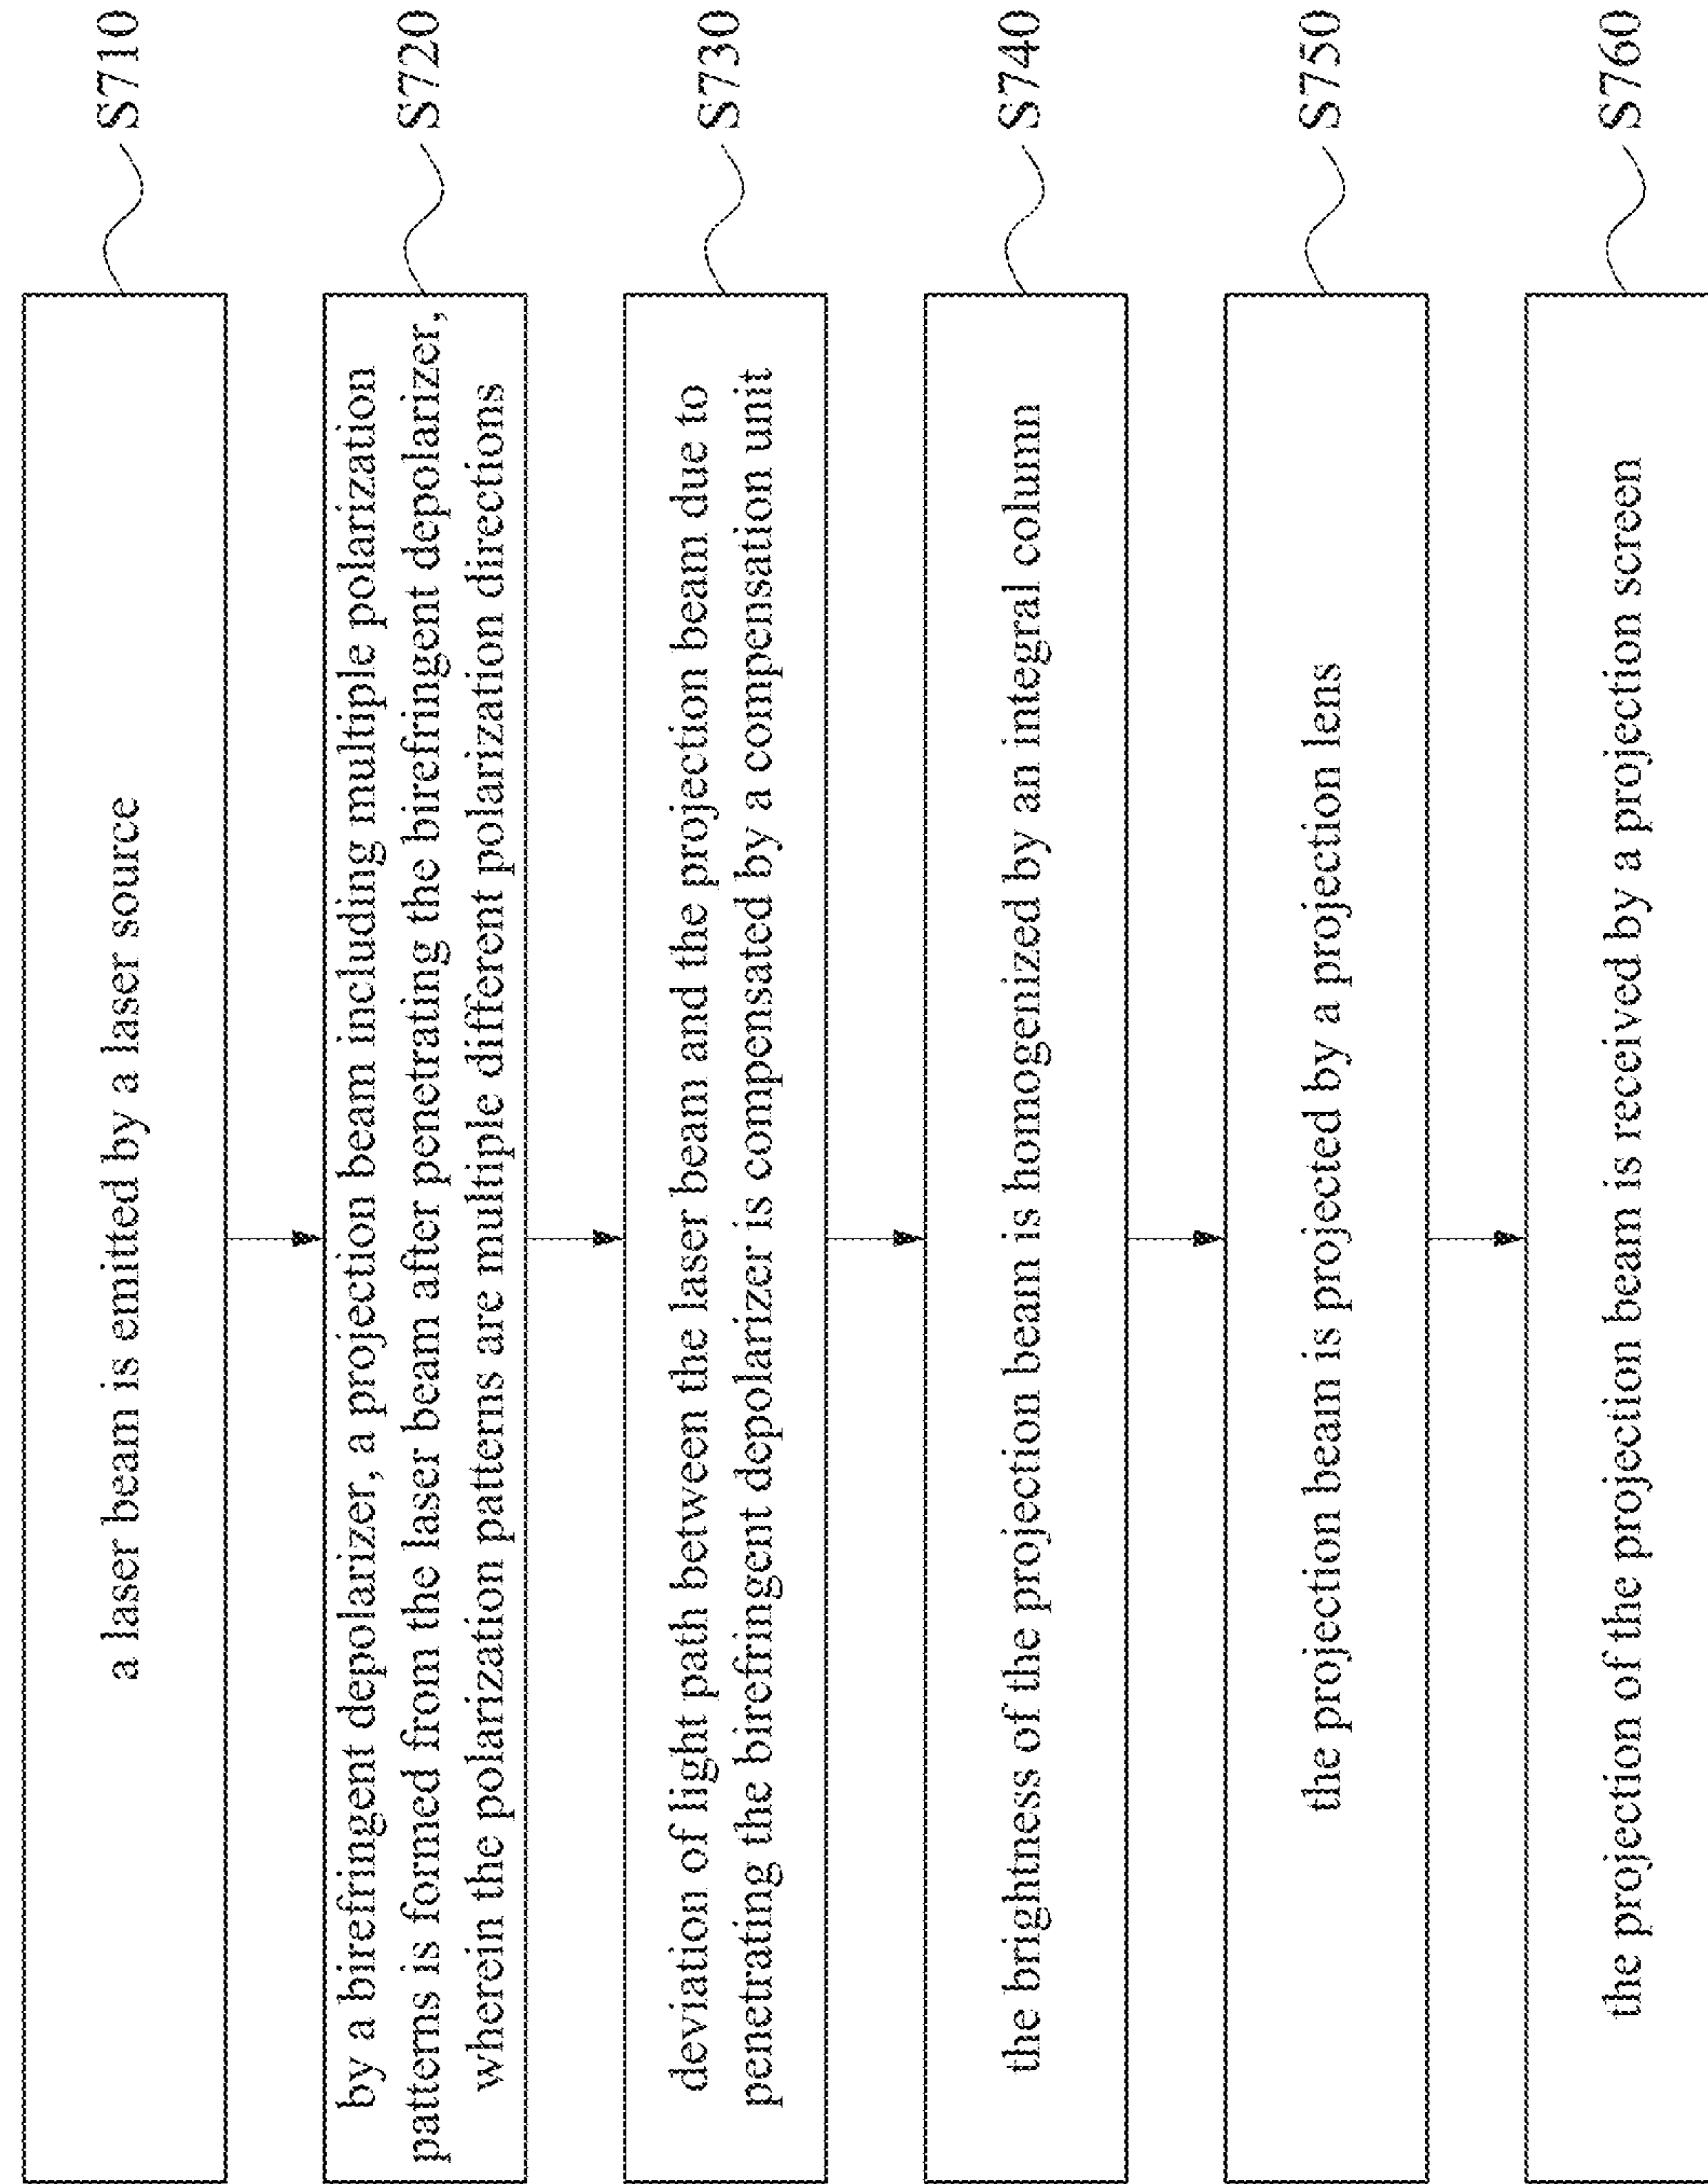 a laser beam is emitted by a laser source
S710
by a birefringent depolarizer, a projection beam including multiple polarization
patterns is formed from the laser beam after penetrating the birefringent depolarizer,
wherein the polarization patterns are multiple different polarization directions
S720
deviation of light path between the laser beam and the projection beam due to
penetrating the birefringent depolarizer is compensated by a compensation unit
S730
the brightness of the projection beam is homogenized by an integral column
S740
the projection beam is projected by a projection lens
S750
the projection of the projection beam is received by a projection screen
S760